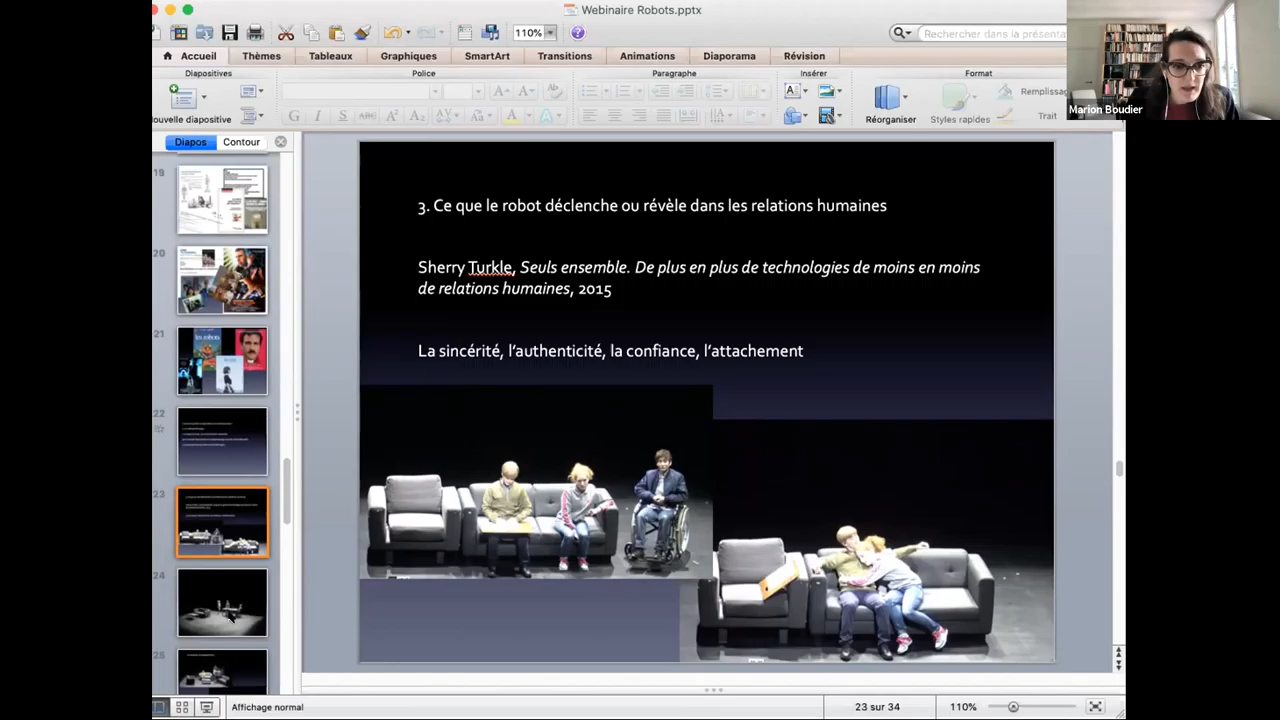 Webinaire Robots.pptx
110%
Rechercher dans la présenta
Accueil
Thèmes
Tableaux
Graphiques
SmartArt
Transitions
Animations
Diaporama
Révision
Diapositives
Police
Paragraphe
Insérer
Format
Nouvelle diapositive
G
I
S
ABC
Réorganiser
Styles rapides
Remplissag
Trait
Marion Boudier
Diapos
Contour
19
20
21
22
23
24
25
3. Ce que le robot déclenche ou révèle dans les relations humaines
Sherry Turkle, Seuls ensemble. De plus en plus de technologies de moins en moins
de relations humaines, 2015
La sincérité, l'authenticité, la confiance, l'attachement
Affichage normal
23 sur 34
110%